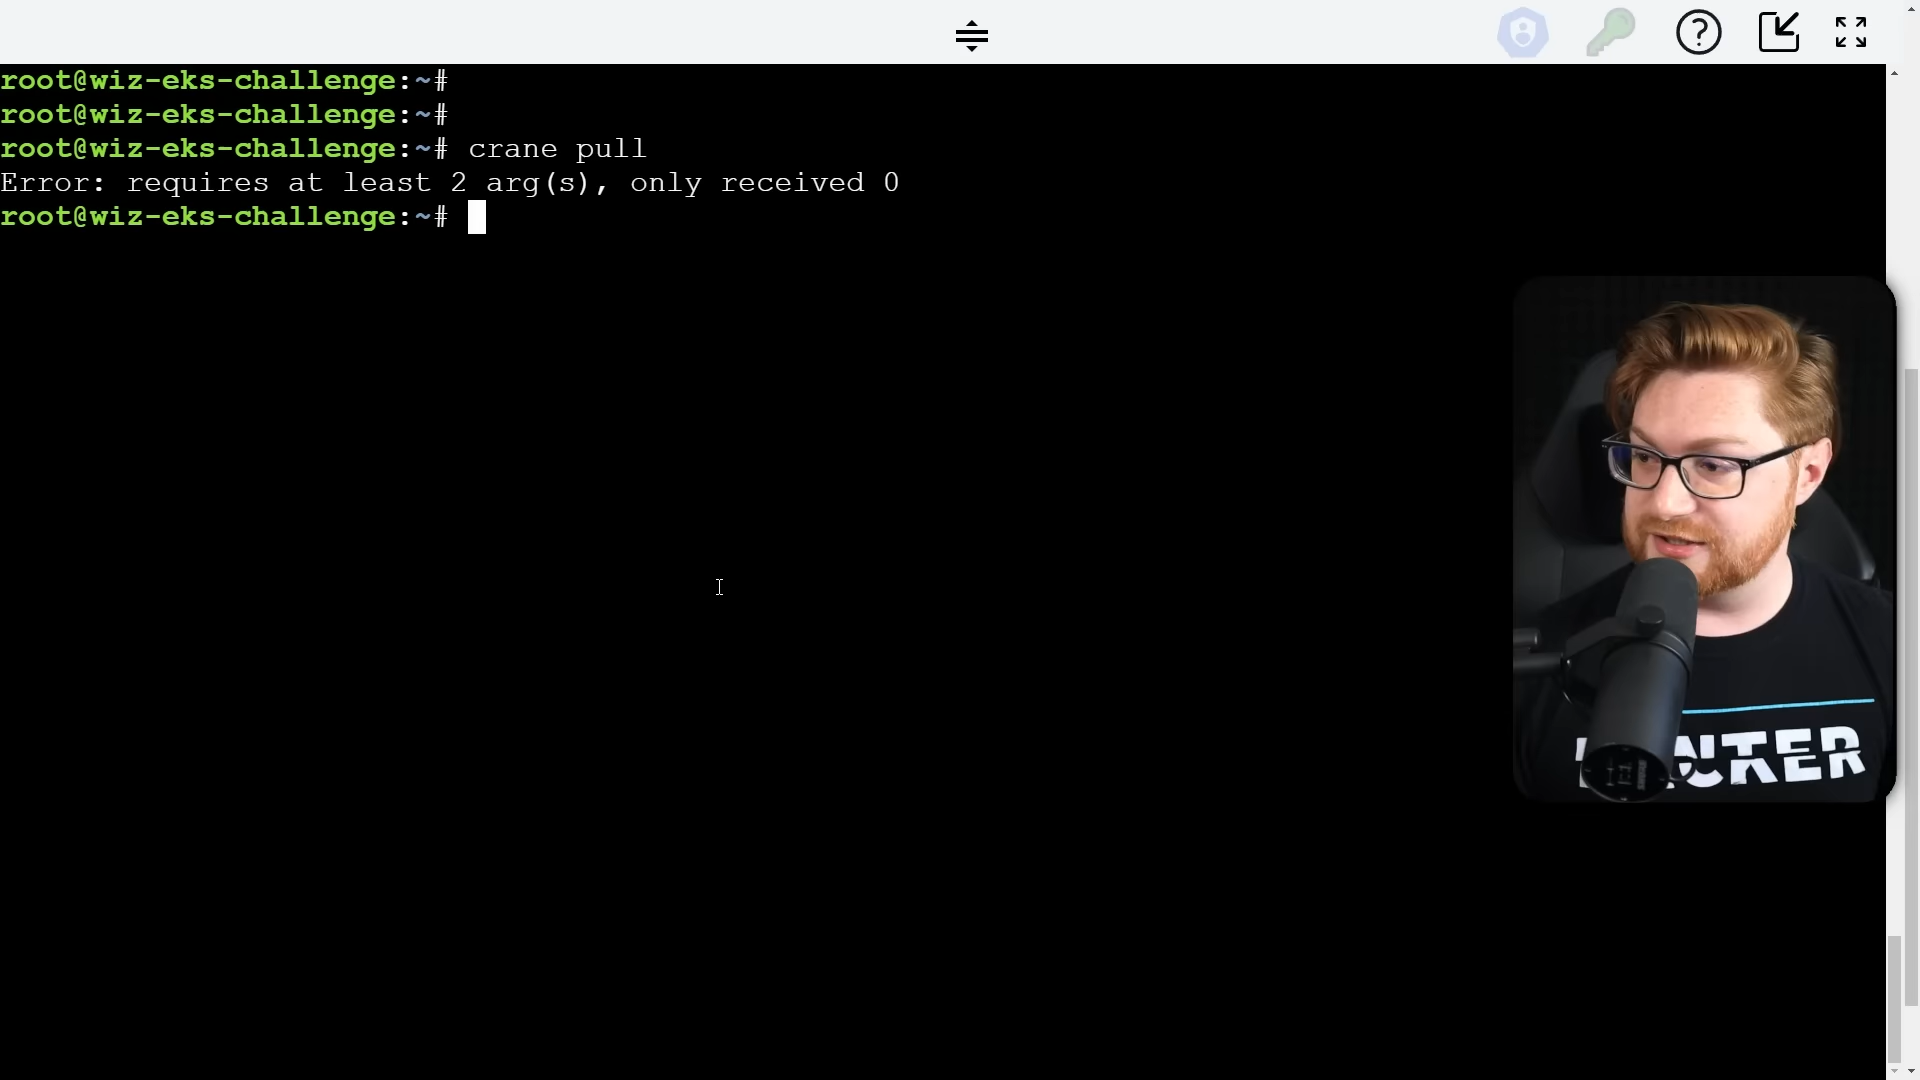 root@wiz-eks-challenge:~#
root@wiz-eks-challenge:~#
root@wiz-eks-challenge:~# crane pull
Error: requires at least 2 arg(s), only received 0
root@wiz-eks-challenge:~#